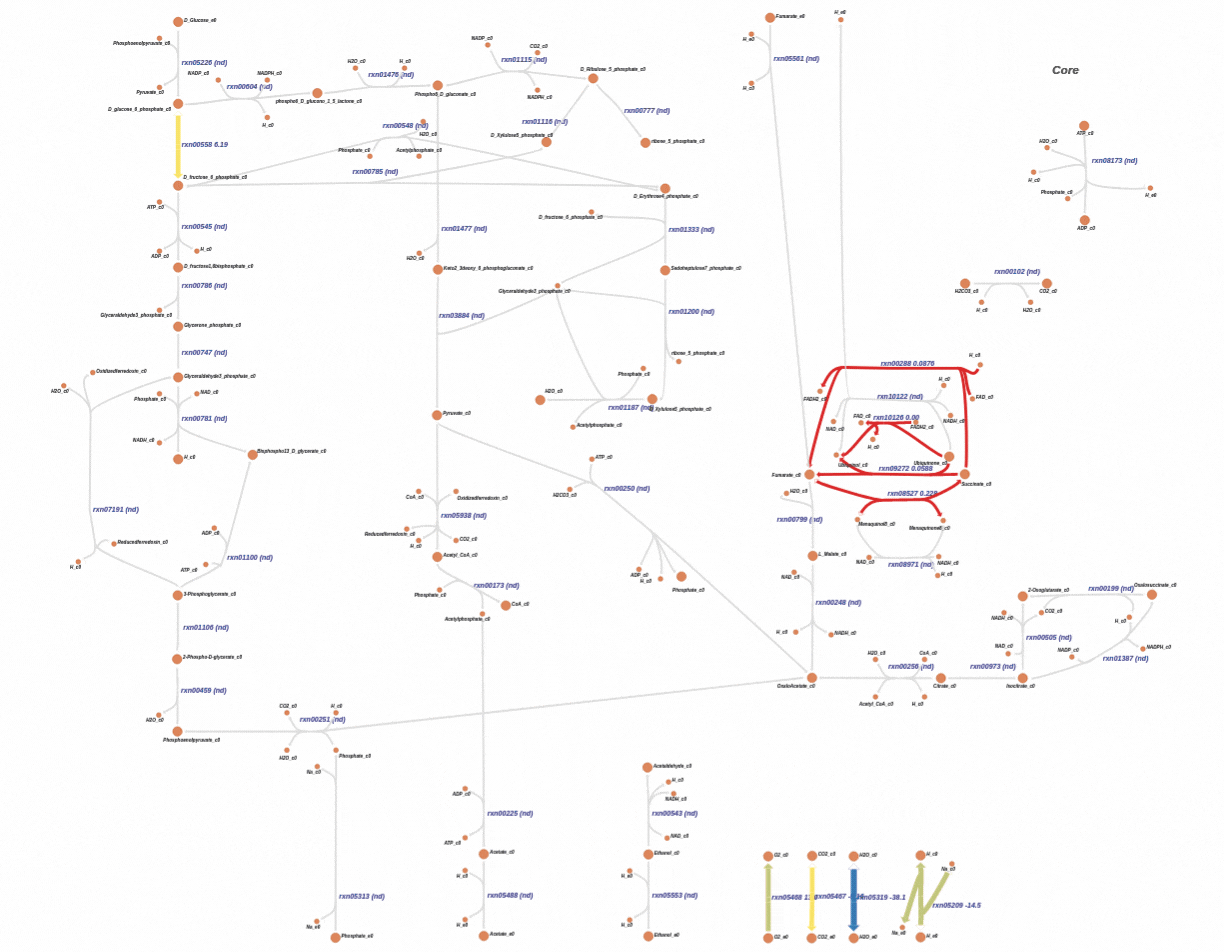 D_Glucose_e0
Phosphoenolpyruvate_c0
rxn05226 (nd)
Pyruvate_c0
D_glucose_6_phosphate_c0
NADP_c0
NADPH_c0
rxn00604 (nd)
H_c0
phospho6_D_glucono_1_5_lactone_c0
H2O_c0
H_c0
rxn01476 (nd)
Phospho6_D_gluconate_c0
NADP_c0
CO2_c0
rxn01115 (nd)
NADPH_c0
D_Ribulose_5_phosphate_c0
rxn00777 (nd)
rxn01116 (nd)
D_Xylulose5_phosphate_c0
ribose_5_phosphate_c0
rxn00558 6.19
rxn00548 (nd)
H2O_c0
Phosphate_c0
Acetylphosphate_c0
rxn00785 (nd)
D_fructose_6_phosphate_c0
D_Erythrose4_phosphate_c0
ATP_c0
rxn00545 (nd)
ADP_c0
H_c0
D_fructose1,6bisphosphate_c0
rxn00786 (nd)
Glyceraldehyde3_phosphate_c0
Glycerone_phosphate_c0
rxn00747 (nd)
Glyceraldehyde3_phosphate_c0
Oxidizedferredoxin_c0
H2O_c0
Phosphate_c0
NAD_c0
rxn00781 (nd)
NADH_c0
H_c0
Bisphospho13_D_glycerate_c0
rxn07191 (nd)
Reducedferredoxin_c0
H_c0
ADP_c0
ATP_c0
rxn01100 (nd)
3-Phosphoglycerate_c0
rxn01106 (nd)
2-Phospho-D-glycerate_c0
rxn00459 (nd)
H2O_c0
Phosphoenolpyruvate_c0
CO2_c0
H_c0
rxn00251 (nd)
H2O_c0
Phosphate_c0
Na_c0
rxn05313 (nd)
Na_e0
Phosphate_e0
rxn01477 (nd)
H2O_c0
Keto2_3deoxy_6_phosphogluconate_c0
rxn03884 (nd)
Pyruvate_c0
D_fructose_6_phosphate_c0
rxn01333 (nd)
Sedoheptulose7_phosphate_c0
Glyceraldehyde3_phosphate_c0
rxn01200 (nd)
ribose_5_phosphate_c0
Phosphate_c0
H2O_c0
rxn01187 (nd)
D_Xylulose5_phosphate_c0
Acetylphosphate_c0
ATP_c0
H2CO3_c0
rxn00250 (nd)
ADP_c0
H_c0
Phosphate_c0
CoA_c0
Oxidizedferredoxin_c0
rxn05938 (nd)
Reducedferredoxin_c0
H_c0
CO2_c0
Acetyl_CoA_c0
rxn00173 (nd)
Phosphate_c0
CoA_c0
Acetylphosphate_c0
ADP_c0
rxn00225 (nd)
ATP_c0
Acetate_c0
H_c0
rxn05488 (nd)
H_e0
Acetate_e0
Acetaldehyde_c0
H_c0
NADH_c0
rxn00543 (nd)
NAD_c0
Ethanol_c0
H_e0
rxn05553 (nd)
H_c0
Ethanol_e0
Fumarate_e0
H_e0
H_e0
rxn05561 (nd)
H_c0
Core
ATP_c0
H2O_c0
rxn08173 (nd)
H_c0
Phosphate_c0
H_e0
ADP_c0
rxn00102 (nd)
H2CO3_c0
CO2_c0
H_c0
H2O_c0
rxn00288 0.0876
H_c0
FADH2_c0
FAD_c0
rxn10122 (nd)
H_c0
NAD_c0
NADH_c0
FAD_c0
rxn10126 0.00
FADH2_c0
H_c0
Ubiquinol_c0
Ubiquinone_c0
rxn09272 0.0588
Fumarate_c0
Succinate_c0
rxn08527 0.229
Menaquinone8_c0
NAD_c0
NADH_c0
rxn08971 (nd)
H_c0
H2O_c0
rxn00799 (nd)
L_Malate_c0
NAD_c0
rxn00248 (nd)
H_c0
NADH_c0
OxaloAcetate_c0
H2O_c0
CoA_c0
rxn00256 (nd)
Acetyl_CoA_c0
H_c0
Citrate_c0
rxn00973 (nd)
Isocitrate_c0
2-Oxoglutarate_c0
rxn00199 (nd)
Oxalosuccinate_c0
NADH_c0
CO2_c0
rxn00505 (nd)
NAD_c0
H_c0
NADPH_c0
NADP_c0
rxn01387 (nd)
O2_c0
CO2_c0
H2O_c0
H_c0
Na_c0
rxn05468
rxn05467
rxn05319 -38.1
rxn05209 -14.5
O2_e0
CO2_e0
H2O_e0
Na_e0
H_e0